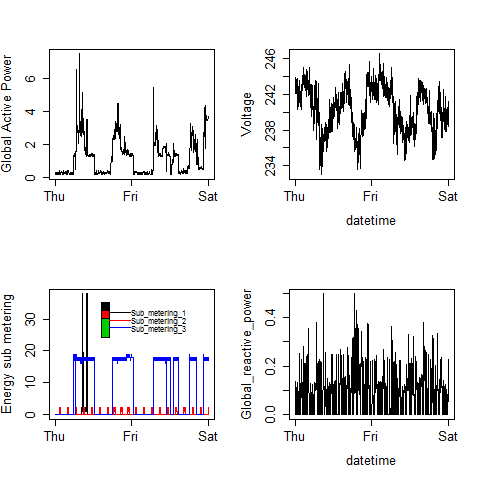 Global Active Power
0 2 4 6
Thu Fri Sat
Voltage
234 238 242 246
Thu Fri Sat
datetime
Energy sub metering
0 10 20 30
Sub_metering_1
Sub_metering_2
Sub_metering_3
Thu Fri Sat
Global_reactive_power
0.0 0.2 0.4
Thu Fri Sat
datetime